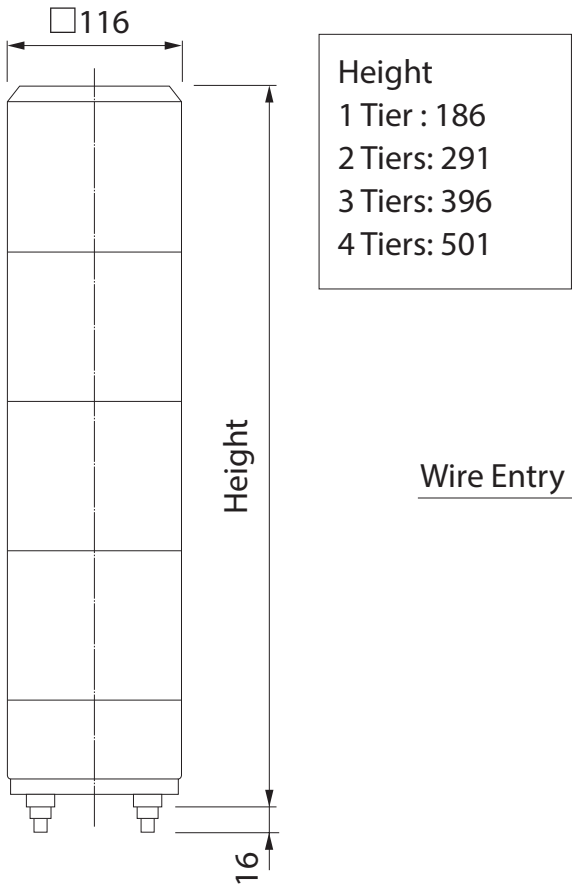 □116
Height
1 Tier : 186
2 Tiers: 291
3 Tiers: 396
4 Tiers: 501
Height
Wire Entry
16